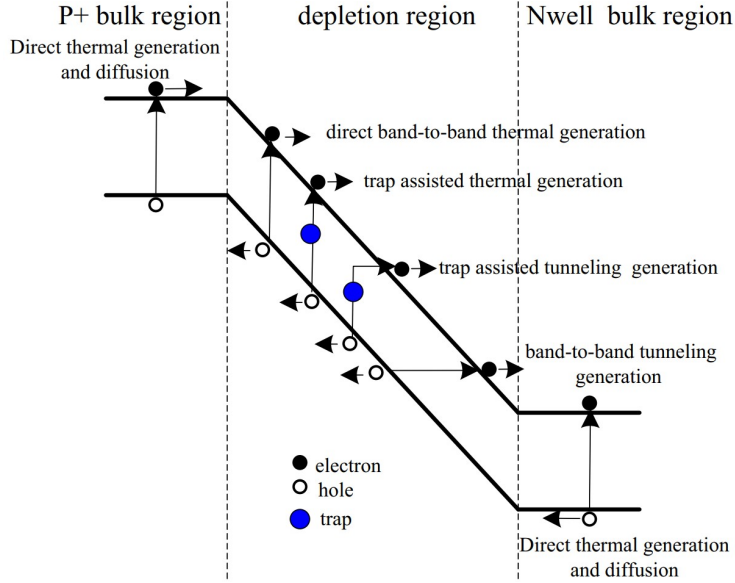 P+ bulk region
depletion region
Nwell bulk region
Direct thermal generation
and diffusion
direct band-to-band thermal generation
trap assisted thermal generation
trap assisted tunneling generation
band-to-band tunneling
generation
electron
hole
trap
Direct thermal generation
and diffusion